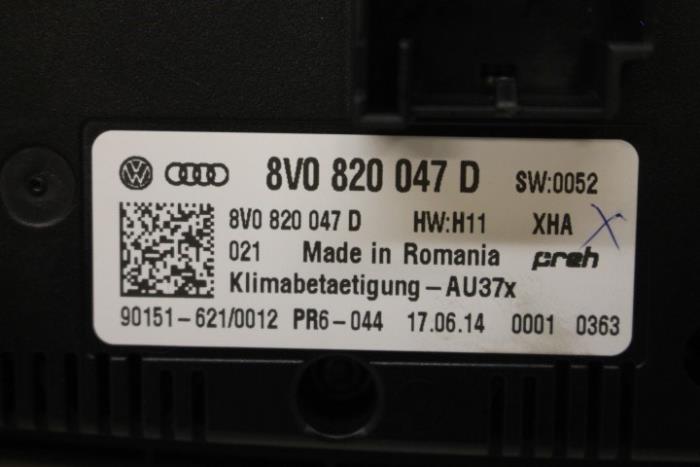 8V0 820 047 D SW:0052
8V0 820 047 D HW:H11 XHA X
021 Made in Romania preh
Klimabetaetigung-AU37x
90151-621/0012 PR6-044 17.06.14 0001 0363